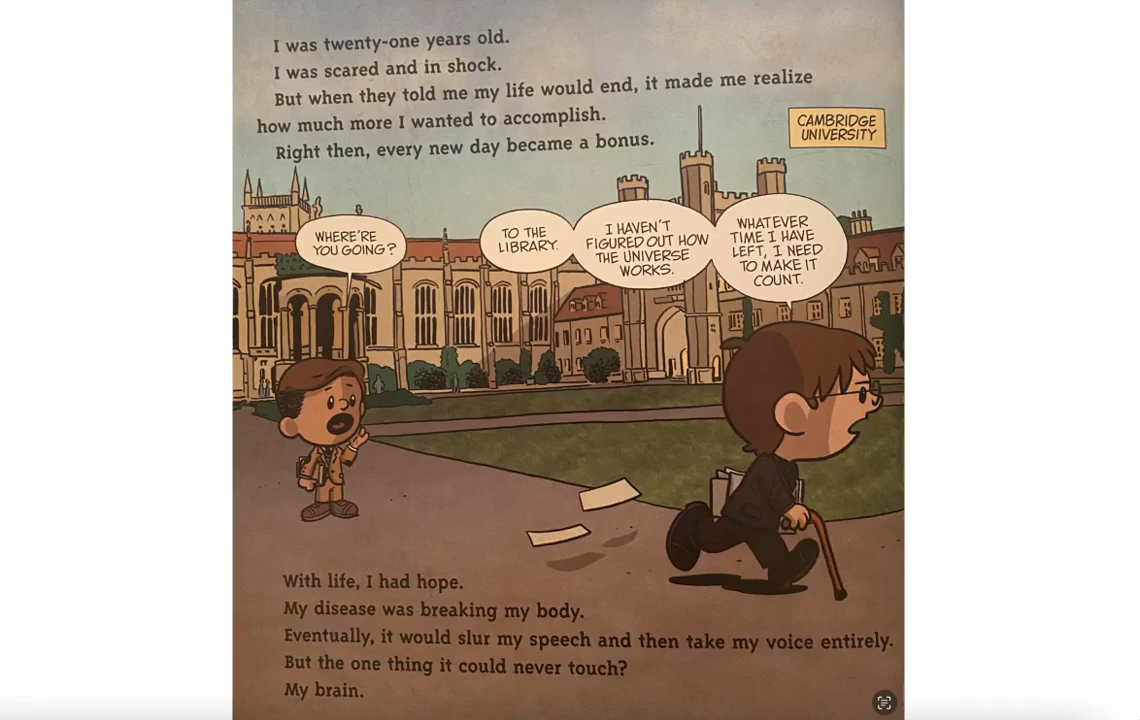 I was twenty-one years old.
I was scared and in shock.
But when they told me my life would end, it made me realize
how much more I wanted to accomplish.
Right then, every new day became a bonus.
CAMBRIDGE
UNIVERSITY
WHERE'RE
YOU GOING?
TO THE
LIBRARY.
I HAVEN'T
FIGURED OUT HOW
THE UNIVERSE
WORKS.
WHATEVER
TIME I HAVE
LEFT, I NEED
TO MAKE IT
COUNT.
With life, I had hope.
My disease was breaking my body.
Eventually, it would slur my speech and then take my voice entirely.
But the one thing it could never touch?
My brain.